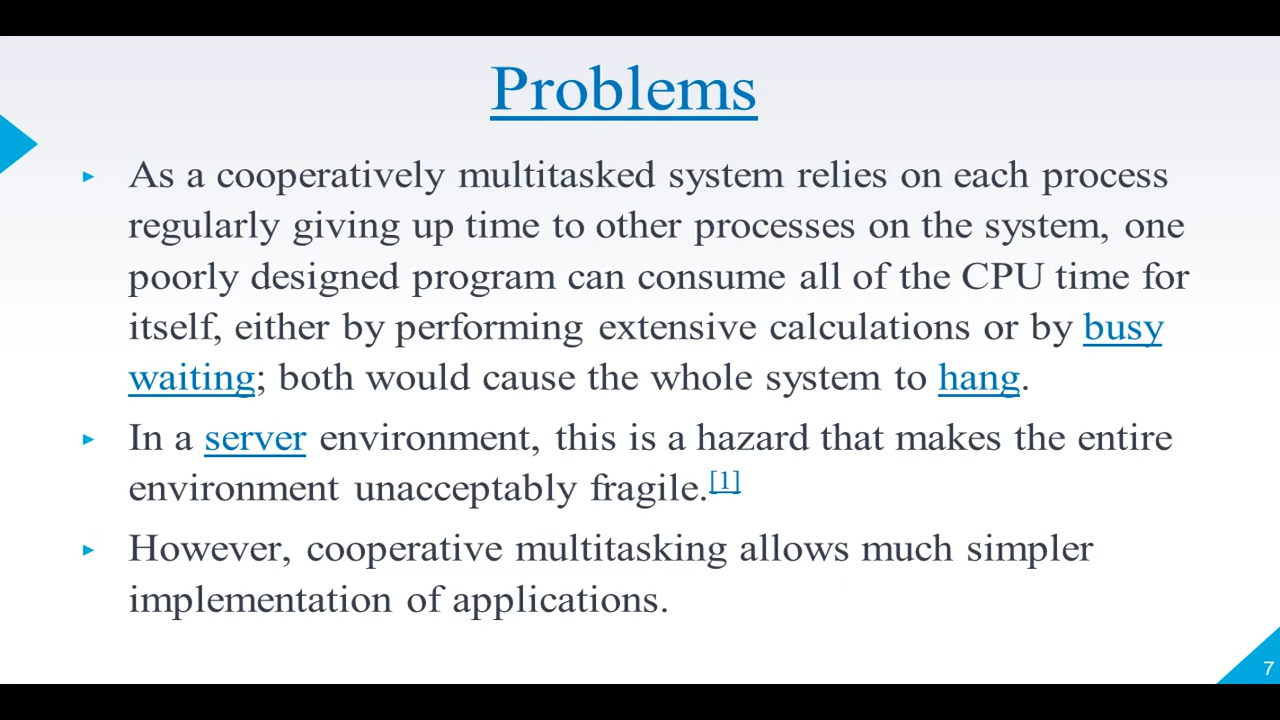 Problems
As a cooperatively multitasked system relies on each process
regularly giving up time to other processes on the system, one
poorly designed program can consume all of the CPU time for
itself, either by performing extensive calculations or by busy
waiting; both would cause the whole system to hang.
In a server environment, this is a hazard that makes the entire
environment unacceptably fragile.[1]
However, cooperative multitasking allows much simpler
implementation of applications.
7